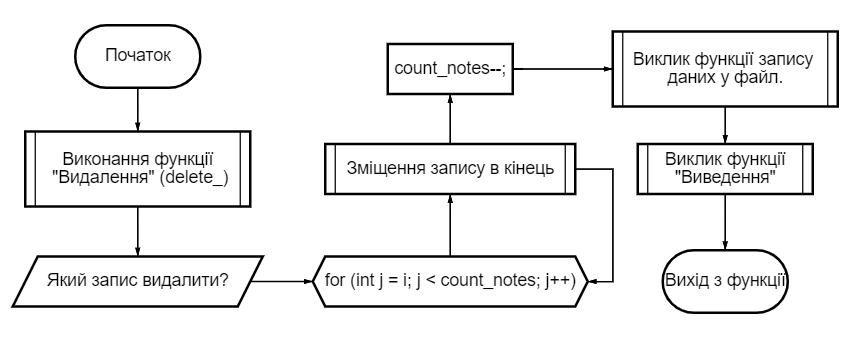 Початок
Виконання функції
"Видалення" (delete_)
Який запис видалити?
for (int j = i; j < count_notes; j++)
Зміщення запису в кінець
count_notes--;
Виклик функції запису
даних у файл.
Виклик функції
"Виведення"
Вихід з функції